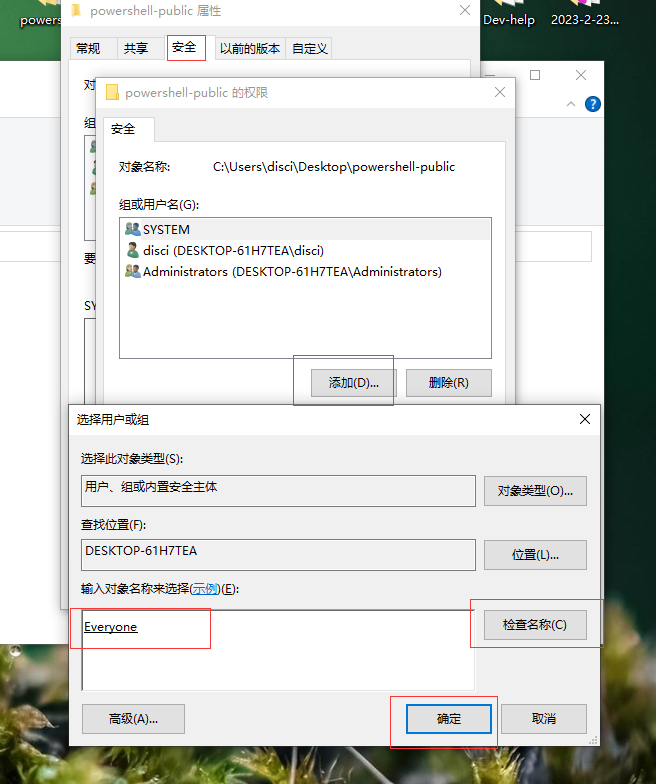 powers
Dev-help
2023-2-23...
powershell-public 属性
常规
共享
安全
以前的版本
自定义
对
powershell-public 的权限
组
安全
对象名称:
C:\Users\disci\Desktop\powershell-public
组或用户名(G):
SYSTEM
disci (DESKTOP-61H7TEA\disci)
要
Administrators (DESKTOP-61H7TEA\Administrators)
SY
添加(D)...
删除(R)
选择用户或组
选择此对象类型(S):
用户、组或内置安全主体
对象类型(O)...
查找位置(F):
DESKTOP-61H7TEA
位置(L)...
输入对象名称来选择(示例)(E):
Everyone
检查名称(C)
高级(A)...
确定
取消